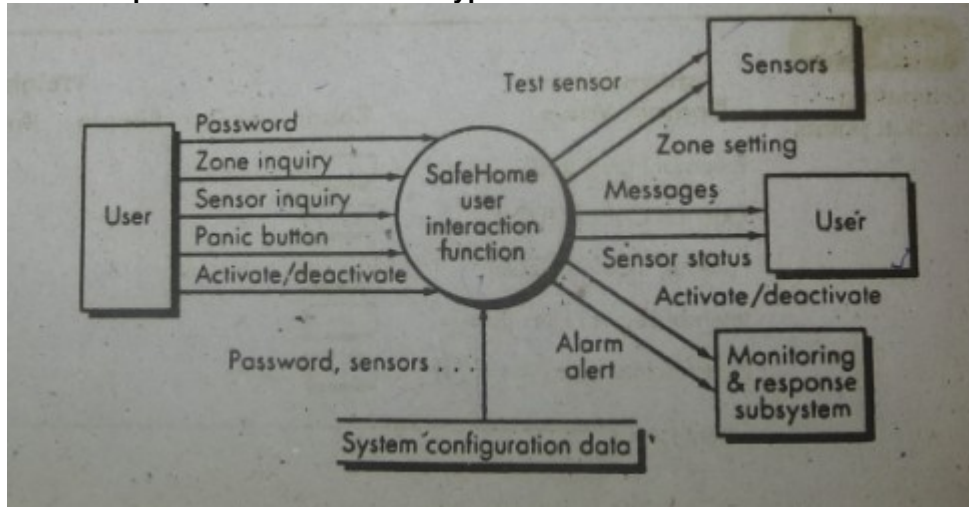 User
Password
Zone inquiry
Sensor inquiry
Panic button
Activate/deactivate
SafeHome
user
interaction
function
Test sensor
Sensors
Zone setting
Messages
User
Sensor status
Activate/deactivate
Alarm
alert
Monitoring
& response
subsystem
Password, sensors . . .
System configuration data